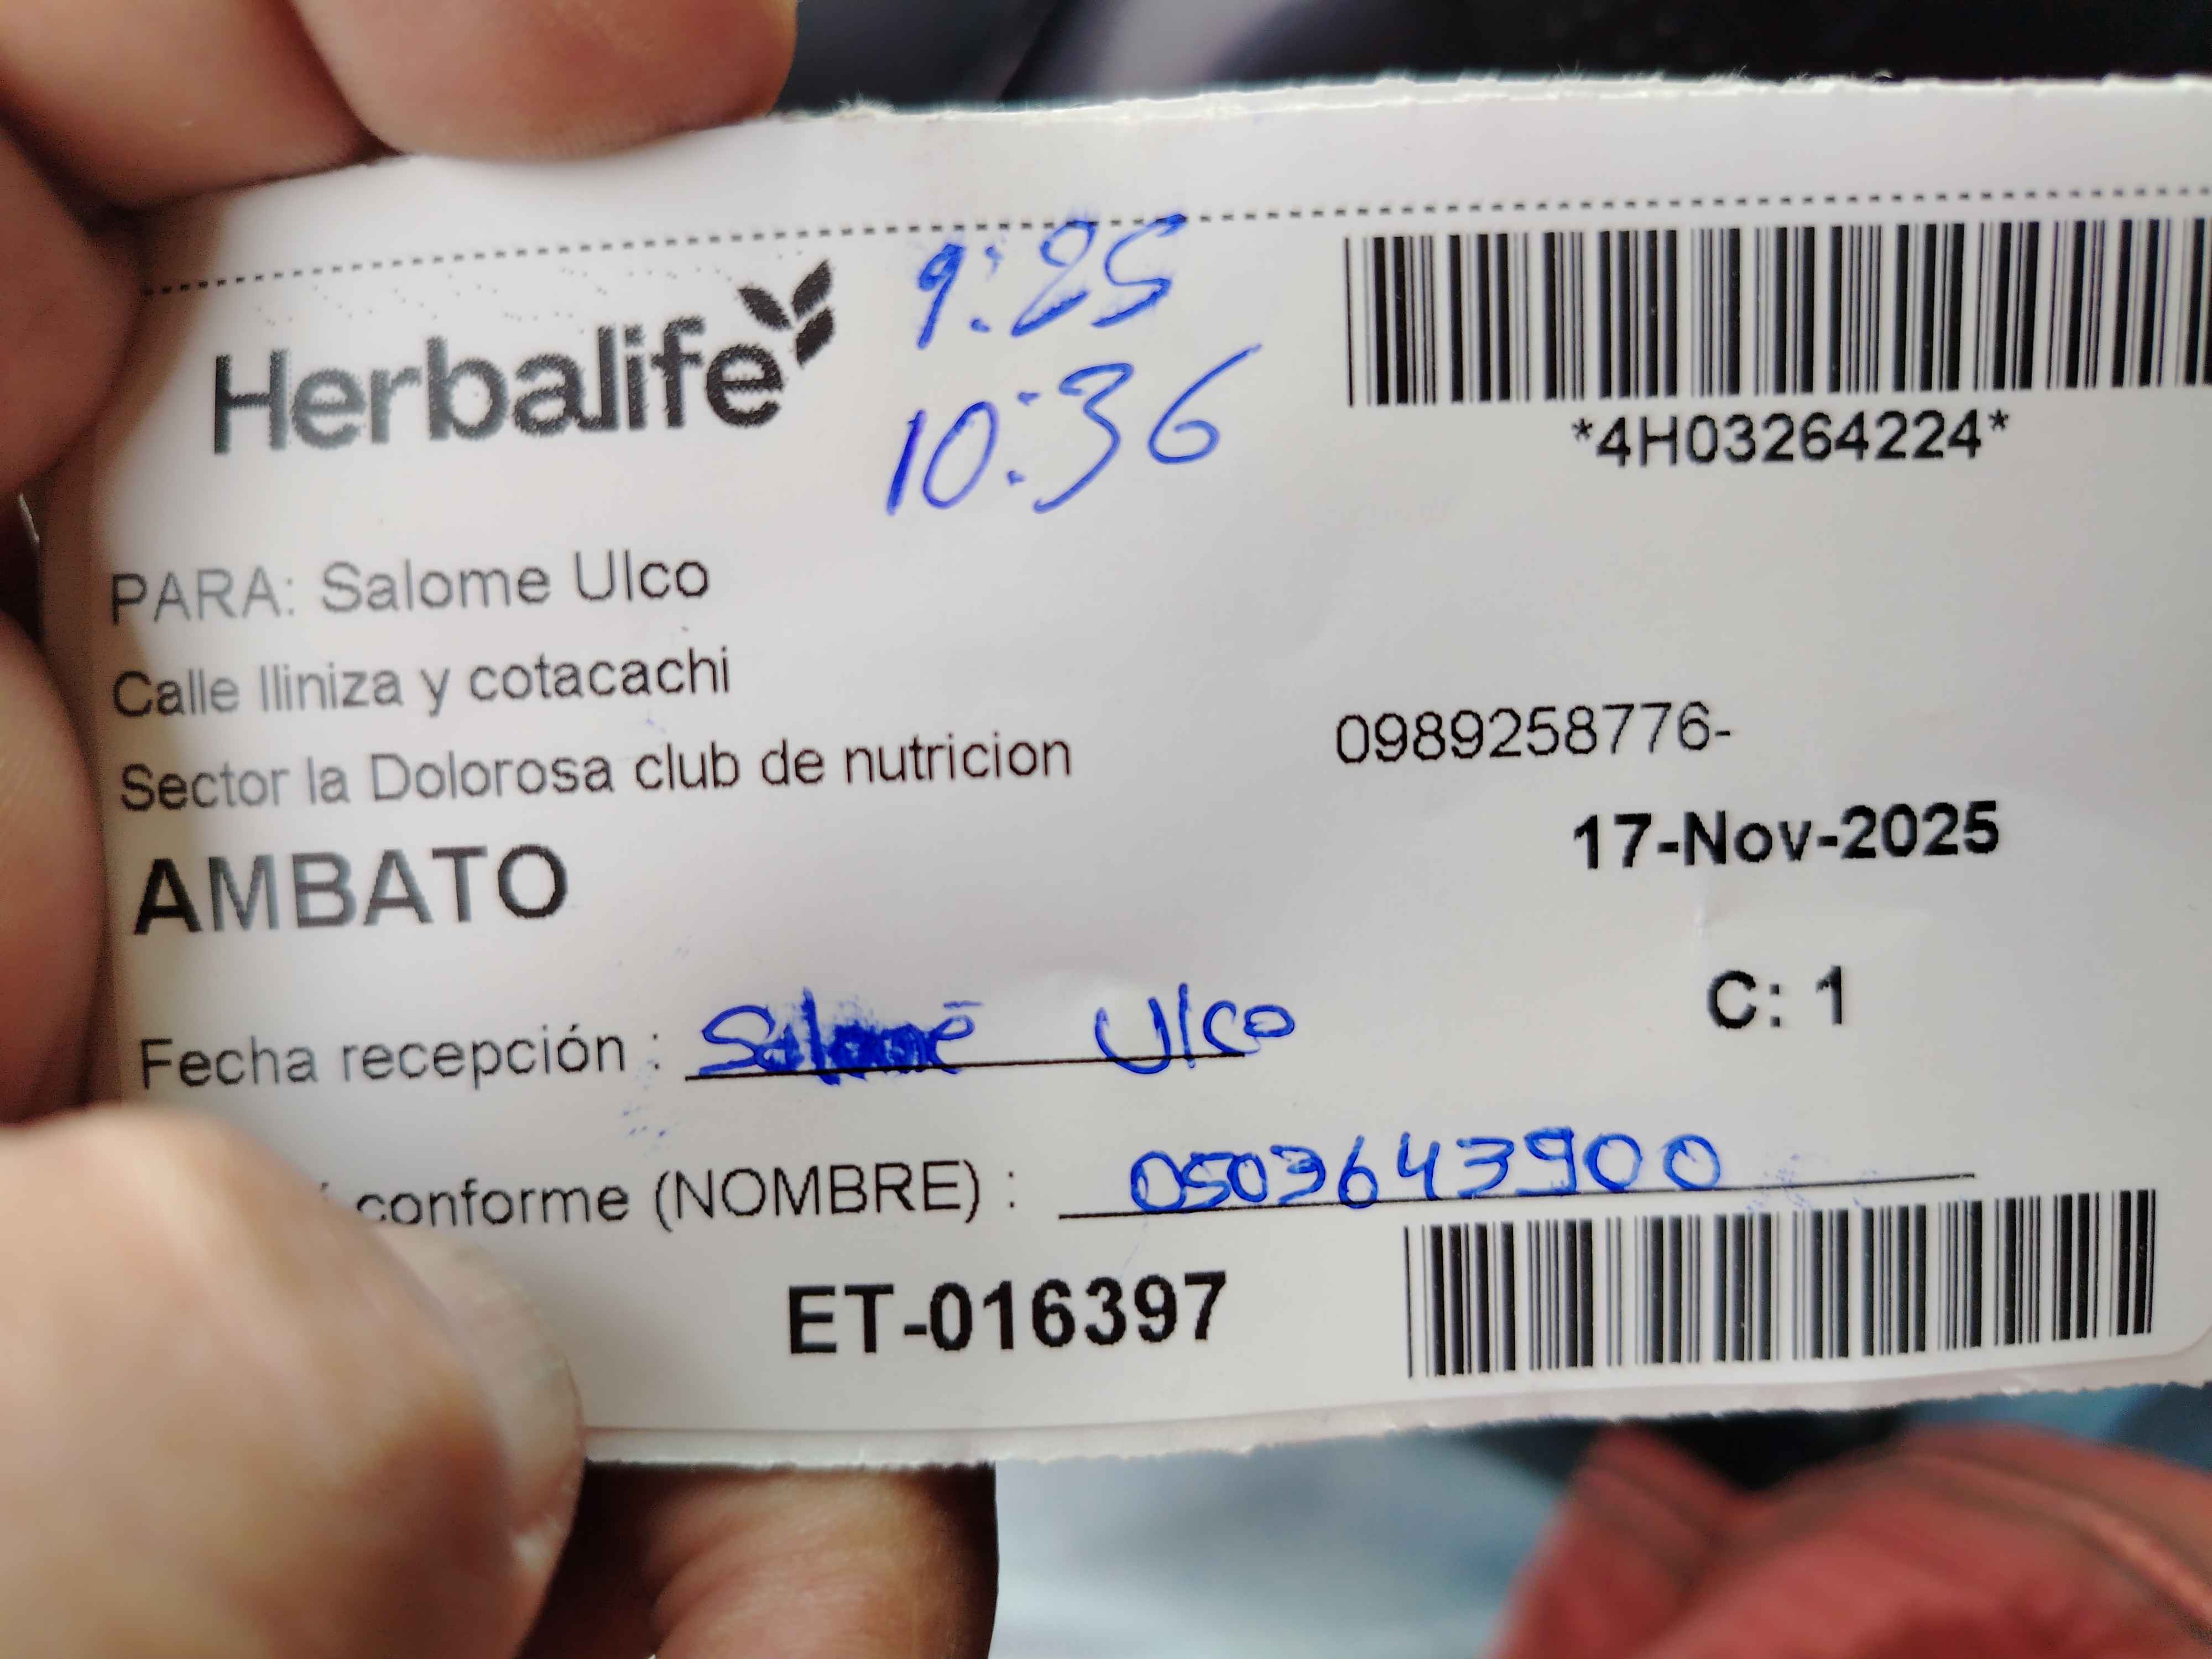 Herbalife
9:25
10:36
*4H03264224*
PARA: Salome Ulco
Calle Iliniza y cotacachi
Sector la Dolorosa club de nutricion
0989258776-
17-Nov-2025
AMBATO
C: 1
Fecha recepción : Salomé Ulco
conforme (NOMBRE) : 0503643900
ET-016397